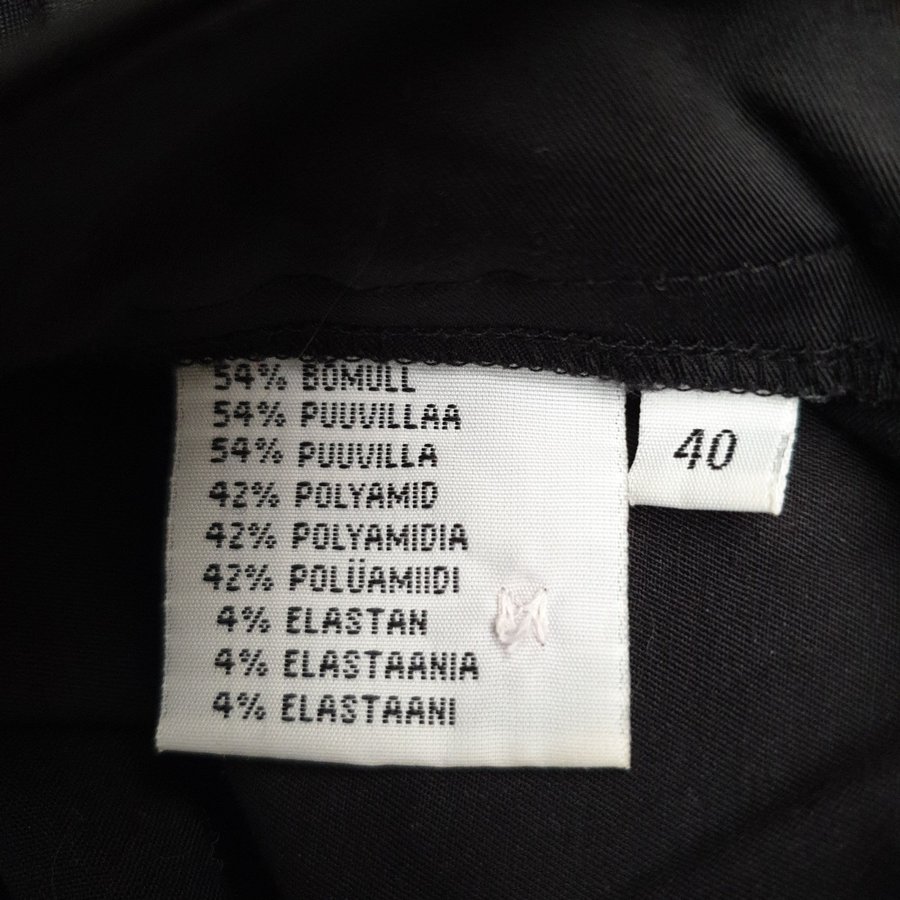 54% BOMULL
54% PUUVILLAA
54% PUUVILLA
42% POLYAMID
42% POLYAMIDIA
42% POLÜAMIIDI
4% ELASTAN
4% ELASTAANIA
4% ELASTAANI
40